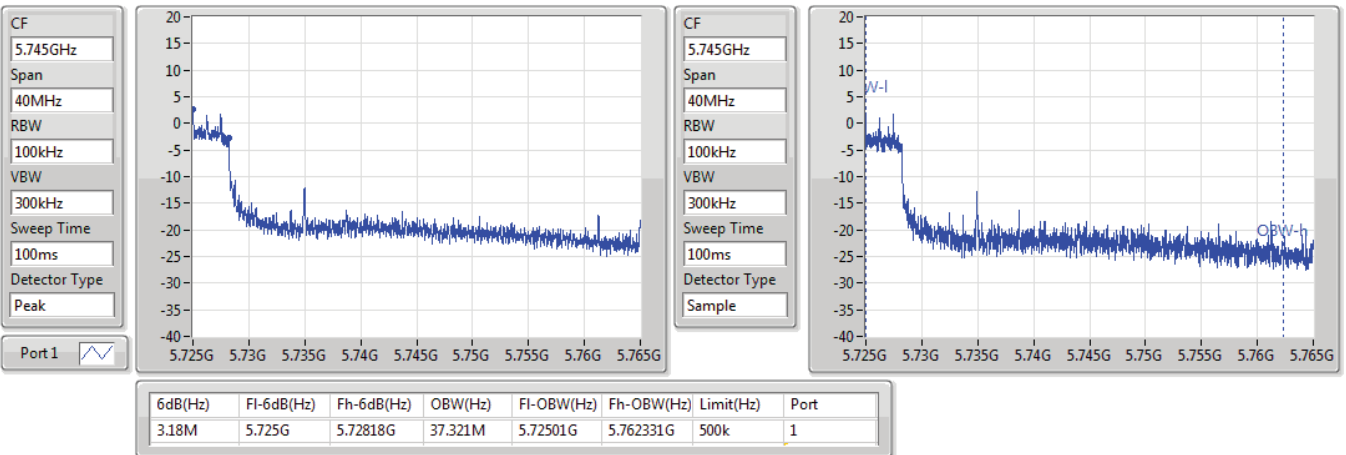 CF
5.745GHz
Span
40MHz
RBW
100kHz
VBW
300kHz
Sweep Time
100ms
Detector Type
Peak
Port 1
20
15
10
5
0
-5
-10
-15
-20
-25
-30
-35
-40
5.725G 5.73G 5.735G 5.74G 5.745G 5.75G 5.755G 5.76G 5.765G
CF
5.745GHz
Span
40MHz
RBW
100kHz
VBW
300kHz
Sweep Time
100ms
Detector Type
Sample
20
15
10
5
0
-5
-10
-15
-20
-25
-30
-35
-40
W-l
OBW-h
5.725G 5.73G 5.735G 5.74G 5.745G 5.75G 5.755G 5.76G 5.765G
6dB(Hz) Fl-6dB(Hz) Fh-6dB(Hz) OBW(Hz) Fl-OBW(Hz) Fh-OBW(Hz) Limit(Hz) Port
3.18M 5.725G 5.72818G 37.321M 5.72501G 5.762331G 500k 1